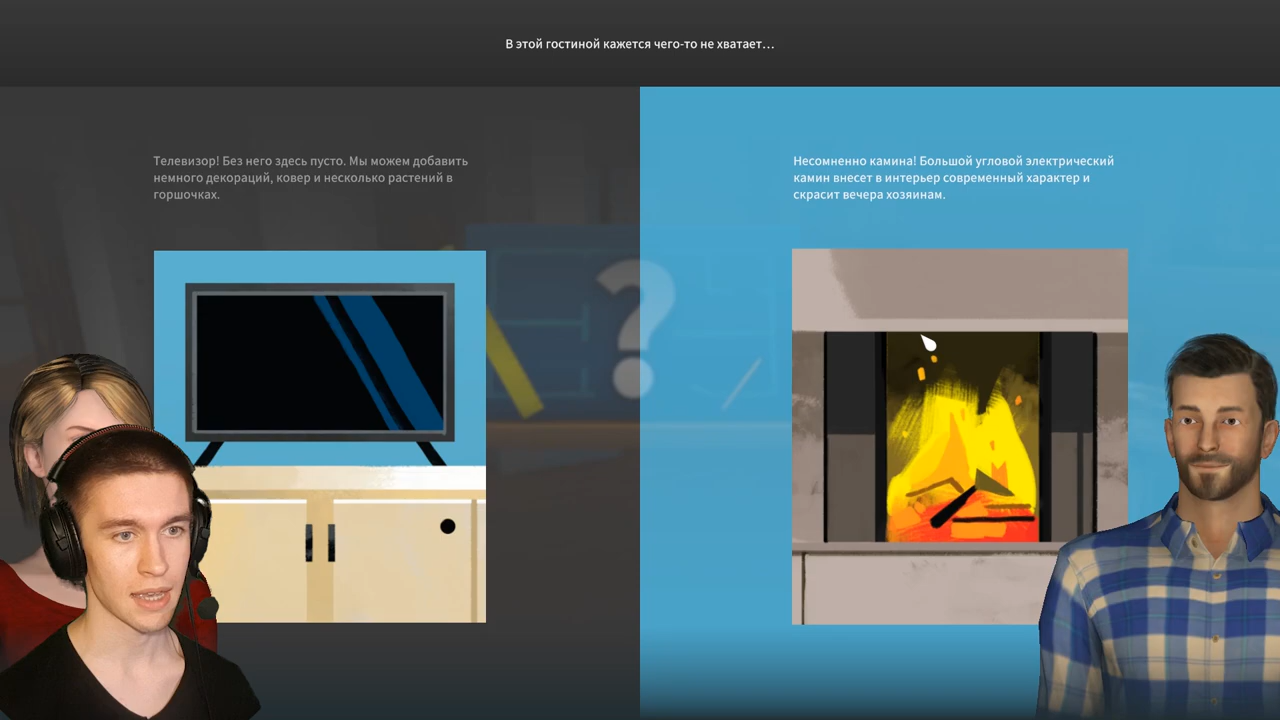 В этой гостиной кажется чего-то не хватает...
Телевизор! Без него здесь пусто. Мы можем добавить
немного декораций, ковер и несколько растений в
горшочках.
Несомненно камина! Большой угловой электрический
камин внесет в интерьер современный характер и
скрасит вечера хозяинам.
?